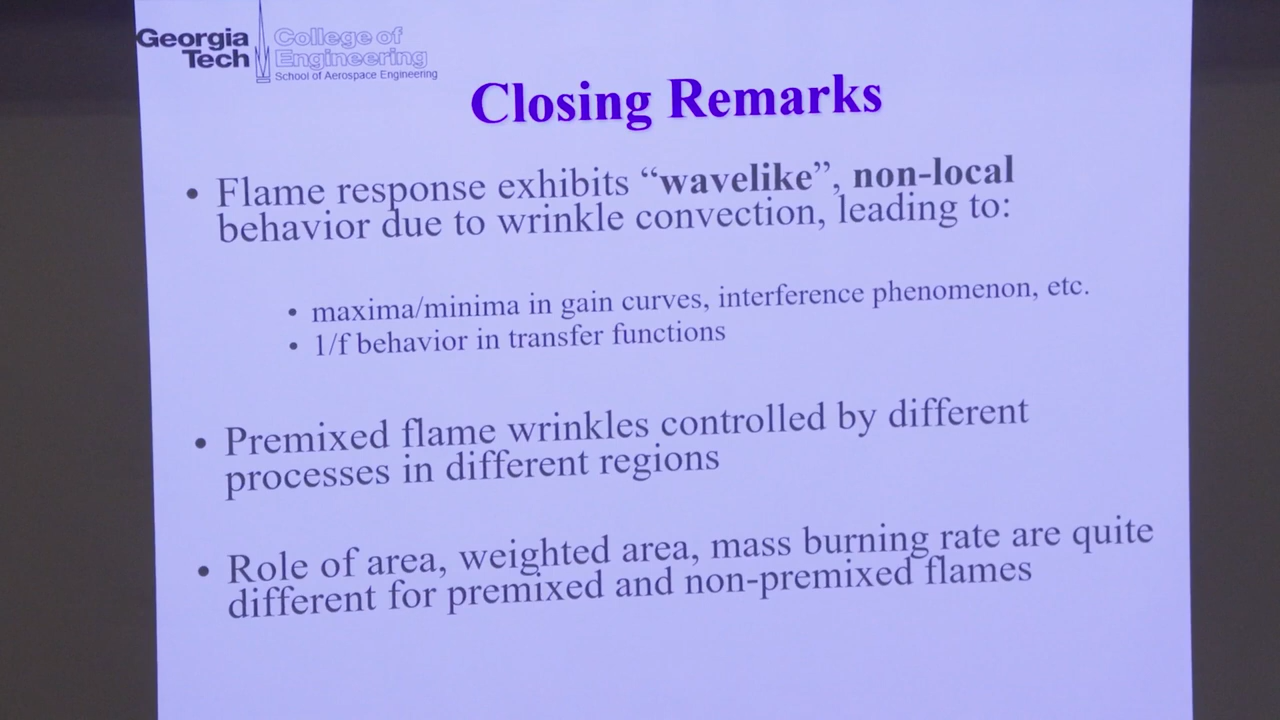 Georgia Tech
College of Engineering
School of Aerospace Engineering
Closing Remarks
• Flame response exhibits “wavelike”, non-local
behavior due to wrinkle convection, leading to:
• maxima/minima in gain curves, interference phenomenon, etc.
• 1/f behavior in transfer functions
• Premixed flame wrinkles controlled by different
processes in different regions
• Role of area, weighted area, mass burning rate are quite
different for premixed and non-premixed flames